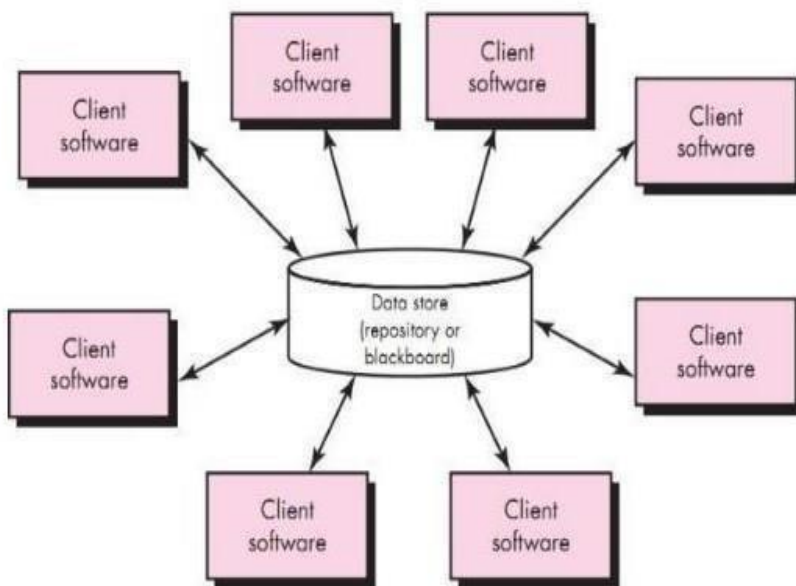 Client
software
Client
software
Client
software
Client
software
Client
software
Data store
(repository or
blackboard)
Client
software
Client
software
Client
software